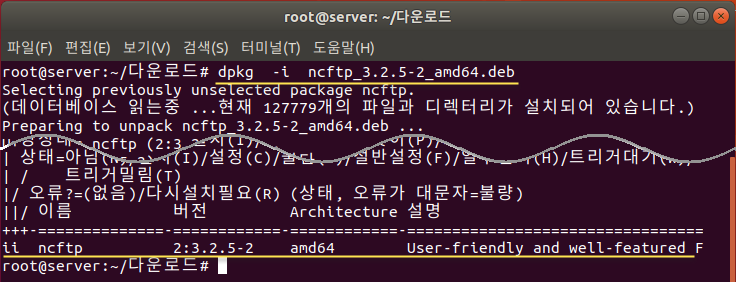 root@server: ~/다운로드
파일(F) 편집(E) 보기(V) 검색(S) 터미널(T) 도움말(H)
root@server:~/다운로드# dpkg -i ncftp_3.2.5-2_amd64.deb
Selecting previously unselected package ncftp.
(데이터베이스 읽는중 ...현재 127779개의 파일과 디렉터리가 설치되어 있습니다.)
Preparing to unpack ncftp_3.2.5-2_amd64.deb ...
ncftp (2:3
| 상태=아님(N)/설정(C)/설반설정(F)/트리거대기
| / 트리거밀림(T)
|/ 오류?=(없음)/다시설치필요(R) (상태, 오류가 대문자=불량)
||/ 이름 버전 Architecture 설명
+++-==============-============-============-=================================
ii ncftp 2:3.2.5-2 amd64 User-friendly and well-featured F
root@server:~/다운로드#